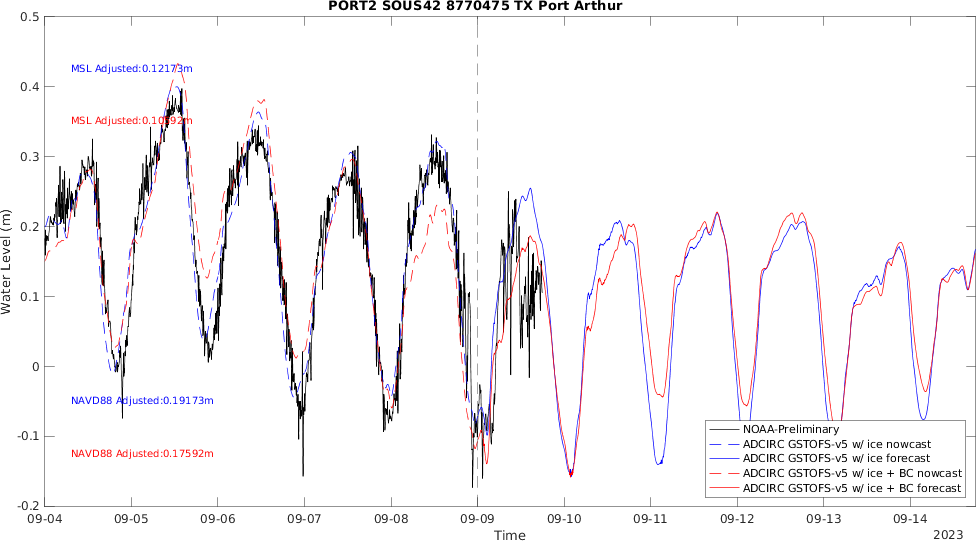 PORT2 SOUS42 8770475 TX Port Arthur
0.5
0.4
0.3
0.2
0.1
0
-0.1
-0.2
Water Level (m)
MSL Adjusted:0.12173m
MSL Adjusted:0.10592m
NAVD88 Adjusted:0.19173m
NAVD88 Adjusted:0.17592m
NOAA-Preliminary
ADCIRC GSTOFS-v5 w/ ice nowcast
ADCIRC GSTOFS-v5 w/ ice forecast
ADCIRC GSTOFS-v5 w/ ice + BC nowcast
ADCIRC GSTOFS-v5 w/ ice + BC forecast
09-04 09-05 09-06 09-07 09-08 09-09 09-10 09-11 09-12 09-13 09-14
Time
2023